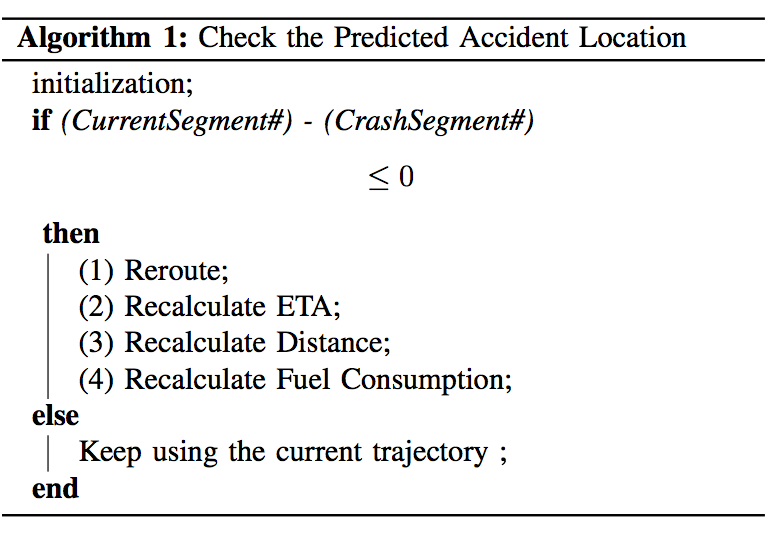 Algorithm 1: Check the Predicted Accident Location
initialization;
if (CurrentSegment#) - (CrashSegment#)
≤ 0
then
(1) Reroute;
(2) Recalculate ETA;
(3) Recalculate Distance;
(4) Recalculate Fuel Consumption;
else
Keep using the current trajectory ;
end